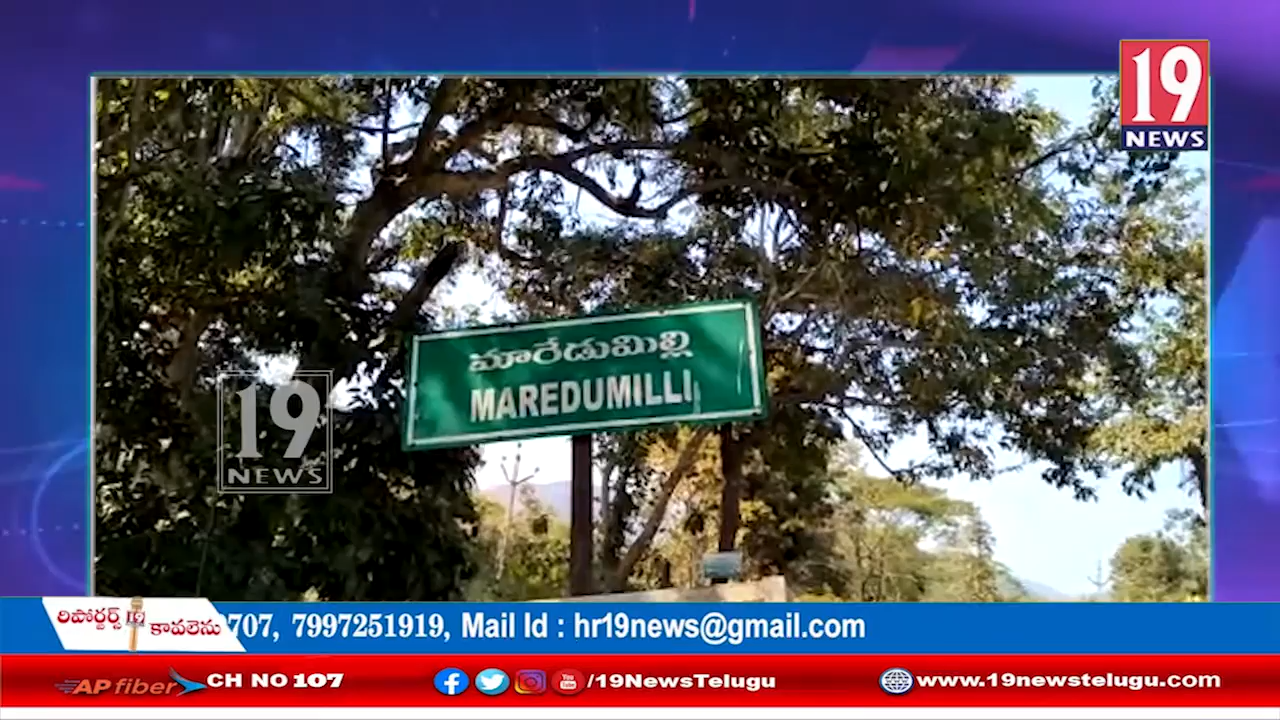 19
NEWS
మారేడుమిల్లి
MAREDUMILLI
19
NEWS
రిపోర్టర్స్ 19 కావలెను
707, 7997251919, Mail Id : hr19news@gmail.com
AP fiber CH NO 107
/19NewsTelugu
www.19newstelugu.com